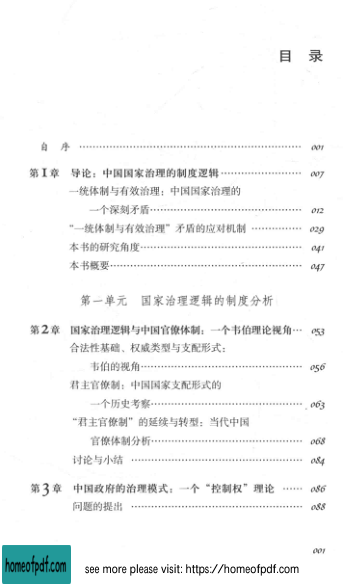 目 录
自 序 …… 001
第1章 导论：中国国家治理的制度逻辑 …… 007
一统体制与有效治理：中国国家治理的
一个深刻矛盾 …… 012
“一统体制与有效治理”矛盾的应对机制 …… 029
本书的研究角度 …… 041
本书概要 …… 047
第一单元 国家治理逻辑的制度分析
第2章 国家治理逻辑与中国官僚体制：一个韦伯理论视角 …… 053
合法性基础、权威类型与支配形式：
韦伯的视角 …… 056
君主官僚制：中国国家支配形式的
一个历史考察 …… 063
“君主官僚制”的延续与转型：当代中国
官僚体制分析 …… 068
讨论与小结 …… 084
第3章 中国政府的治理模式：一个“控制权”理论 …… 086
问题的提出 …… 088
001
homeofpdf.com
see more please visit: https://homeofpdf.com